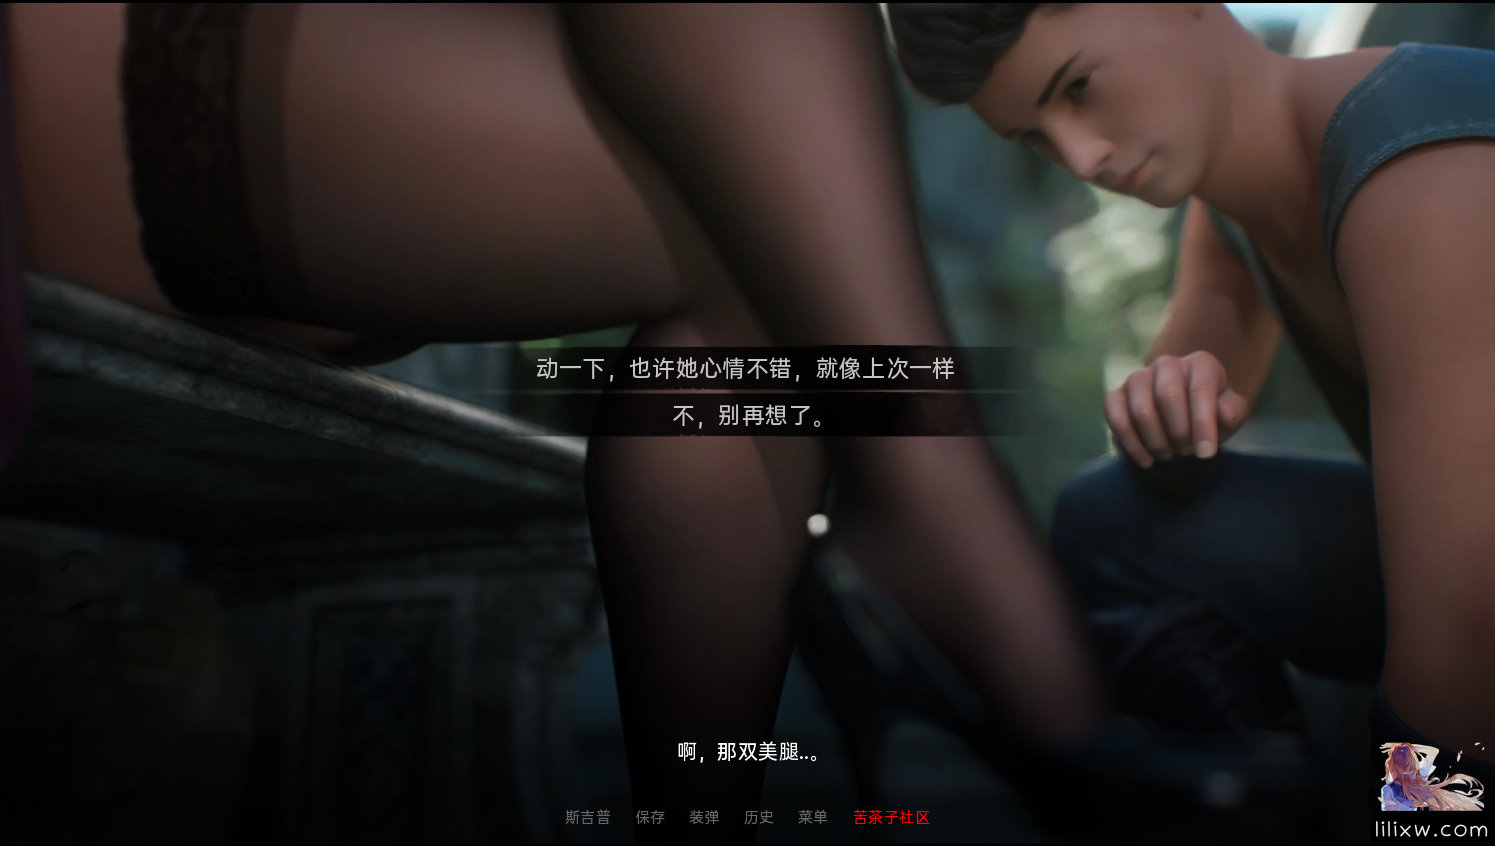 动一下，也许她心情不错，就像上次一样
不，别再想了。
啊，那双美腿..。
斯吉普 保存 装弹 历史 菜单 苦茶子社区
lilixw.com